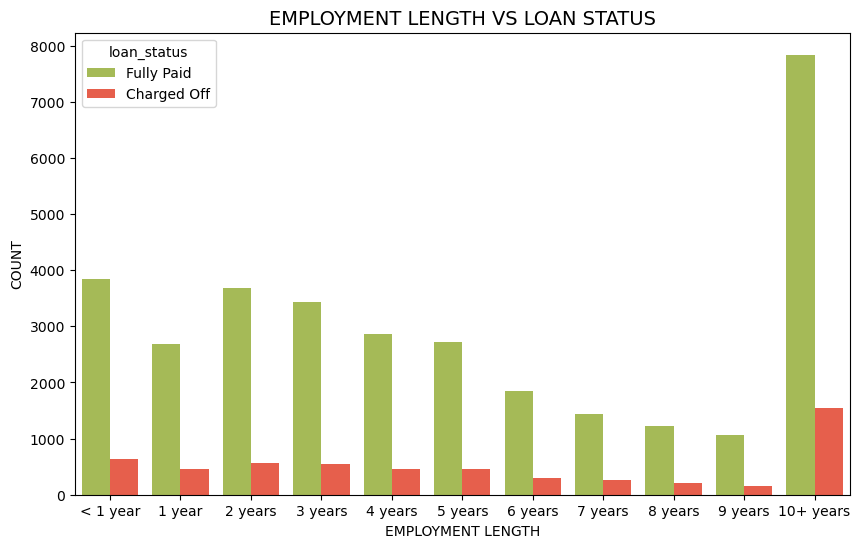 EMPLOYMENT LENGTH VS LOAN STATUS
loan_status
Fully Paid
Charged Off
8000
7000
6000
5000
4000
3000
2000
1000
0
COUNT
< 1 year 1 year 2 years 3 years 4 years 5 years 6 years 7 years 8 years 9 years 10+ years
EMPLOYMENT LENGTH